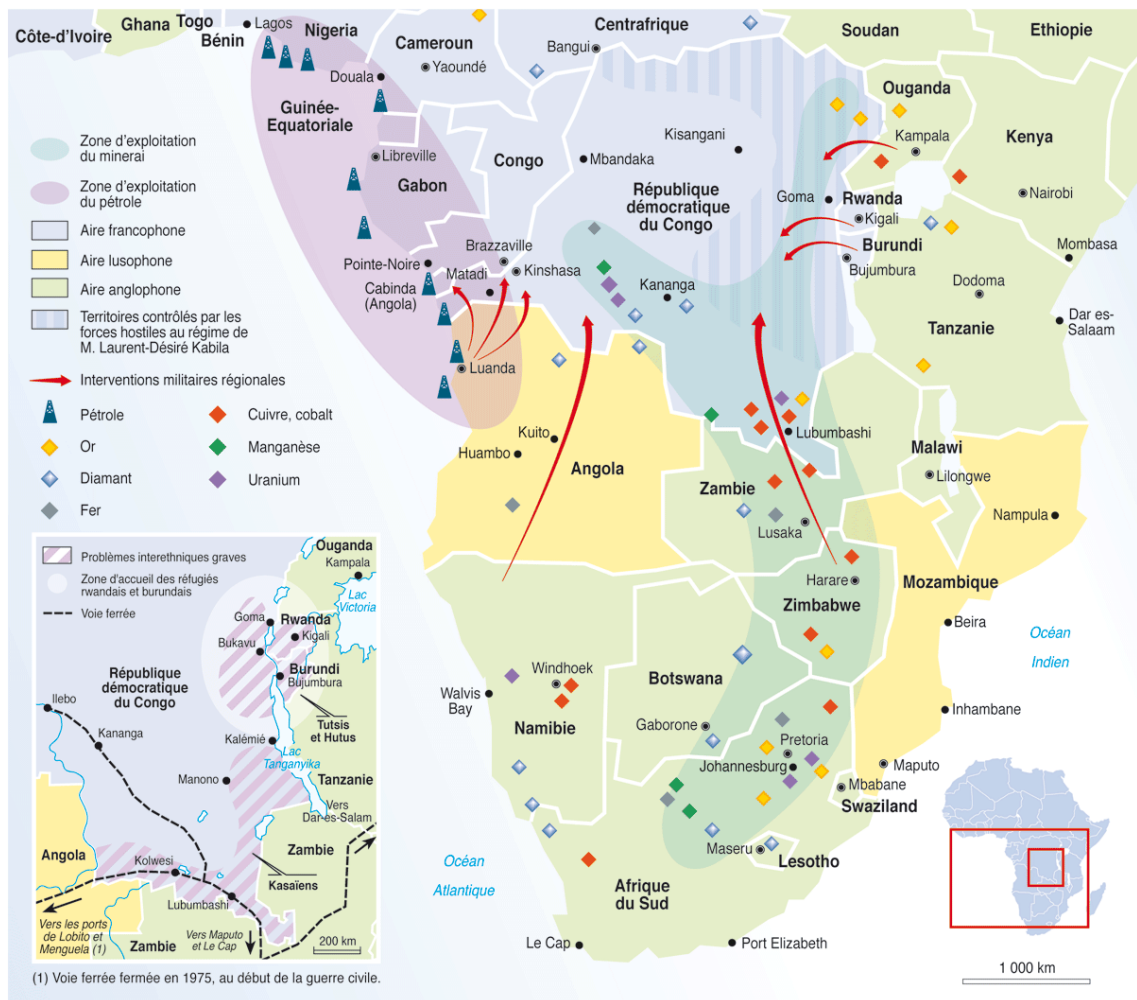 Côte-d'Ivoire
Ghana
Togo
Bénin
Lagos
Nigeria
Cameroun
Yaoundé
Douala
Centrafrique
Bangui
Soudan
Ethiopie
Guinée-
Equatoriale
Libreville
Gabon
Congo
Mbandaka
Kisangani
République
démocratique
du Congo
Ouganda
Kampala
Kenya
Nairobi
Goma
Rwanda
Kigali
Burundi
Bujumbura
Mombasa
Dodoma
Dar es-
Salaam
Tanzanie
Brazzaville
Pointe-Noire
Matadi
Kinshasa
Cabinda
(Angola)
Kananga
Luanda
Kuito
Huambo
Angola
Lubumbashi
Zambie
Lusaka
Malawi
Lilongwe
Nampula
Harare
Mozambique
Zimbabwe
Beira
Océan
Indien
Windhoek
Walvis
Bay
Namibie
Botswana
Gaborone
Inhambane
Pretoria
Johannesburg
Maputo
Mbabane
Swaziland
Maseru
Lesotho
Océan
Atlantique
Afrique
du Sud
Le Cap
Port Elizabeth
1 000 km
Zone d'exploitation
du minerai
Zone d'exploitation
du pétrole
Aire francophone
Aire lusophone
Aire anglophone
Territoires contrôlés par les
forces hostiles au régime de
M. Laurent-Désiré Kabila
Interventions militaires régionales
Pétrole
Cuivre, cobalt
Or
Manganèse
Diamant
Uranium
Fer
Problèmes interethniques graves
Zone d'accueil des réfugiés
rwandais et burundais
Voie ferrée
Ouganda
Kampala
Lac
Victoria
Goma
Rwanda
Kigali
Bukavu
Burundi
Bujumbura
République
démocratique
du Congo
Ilebo
Kananga
Tutsis
et Hutus
Kalémié
Lac
Tanganyika
Manono
Tanzanie
Vers
Dar-es-Salam
Angola
Zambie
Kolwesi
Kasaïens
Lubumbashi
Vers les ports
de Lobito et
Menguela (1)
Zambie
Vers Maputo
et Le Cap
200 km
(1) Voie ferrée fermée en 1975, au début de la guerre civile.